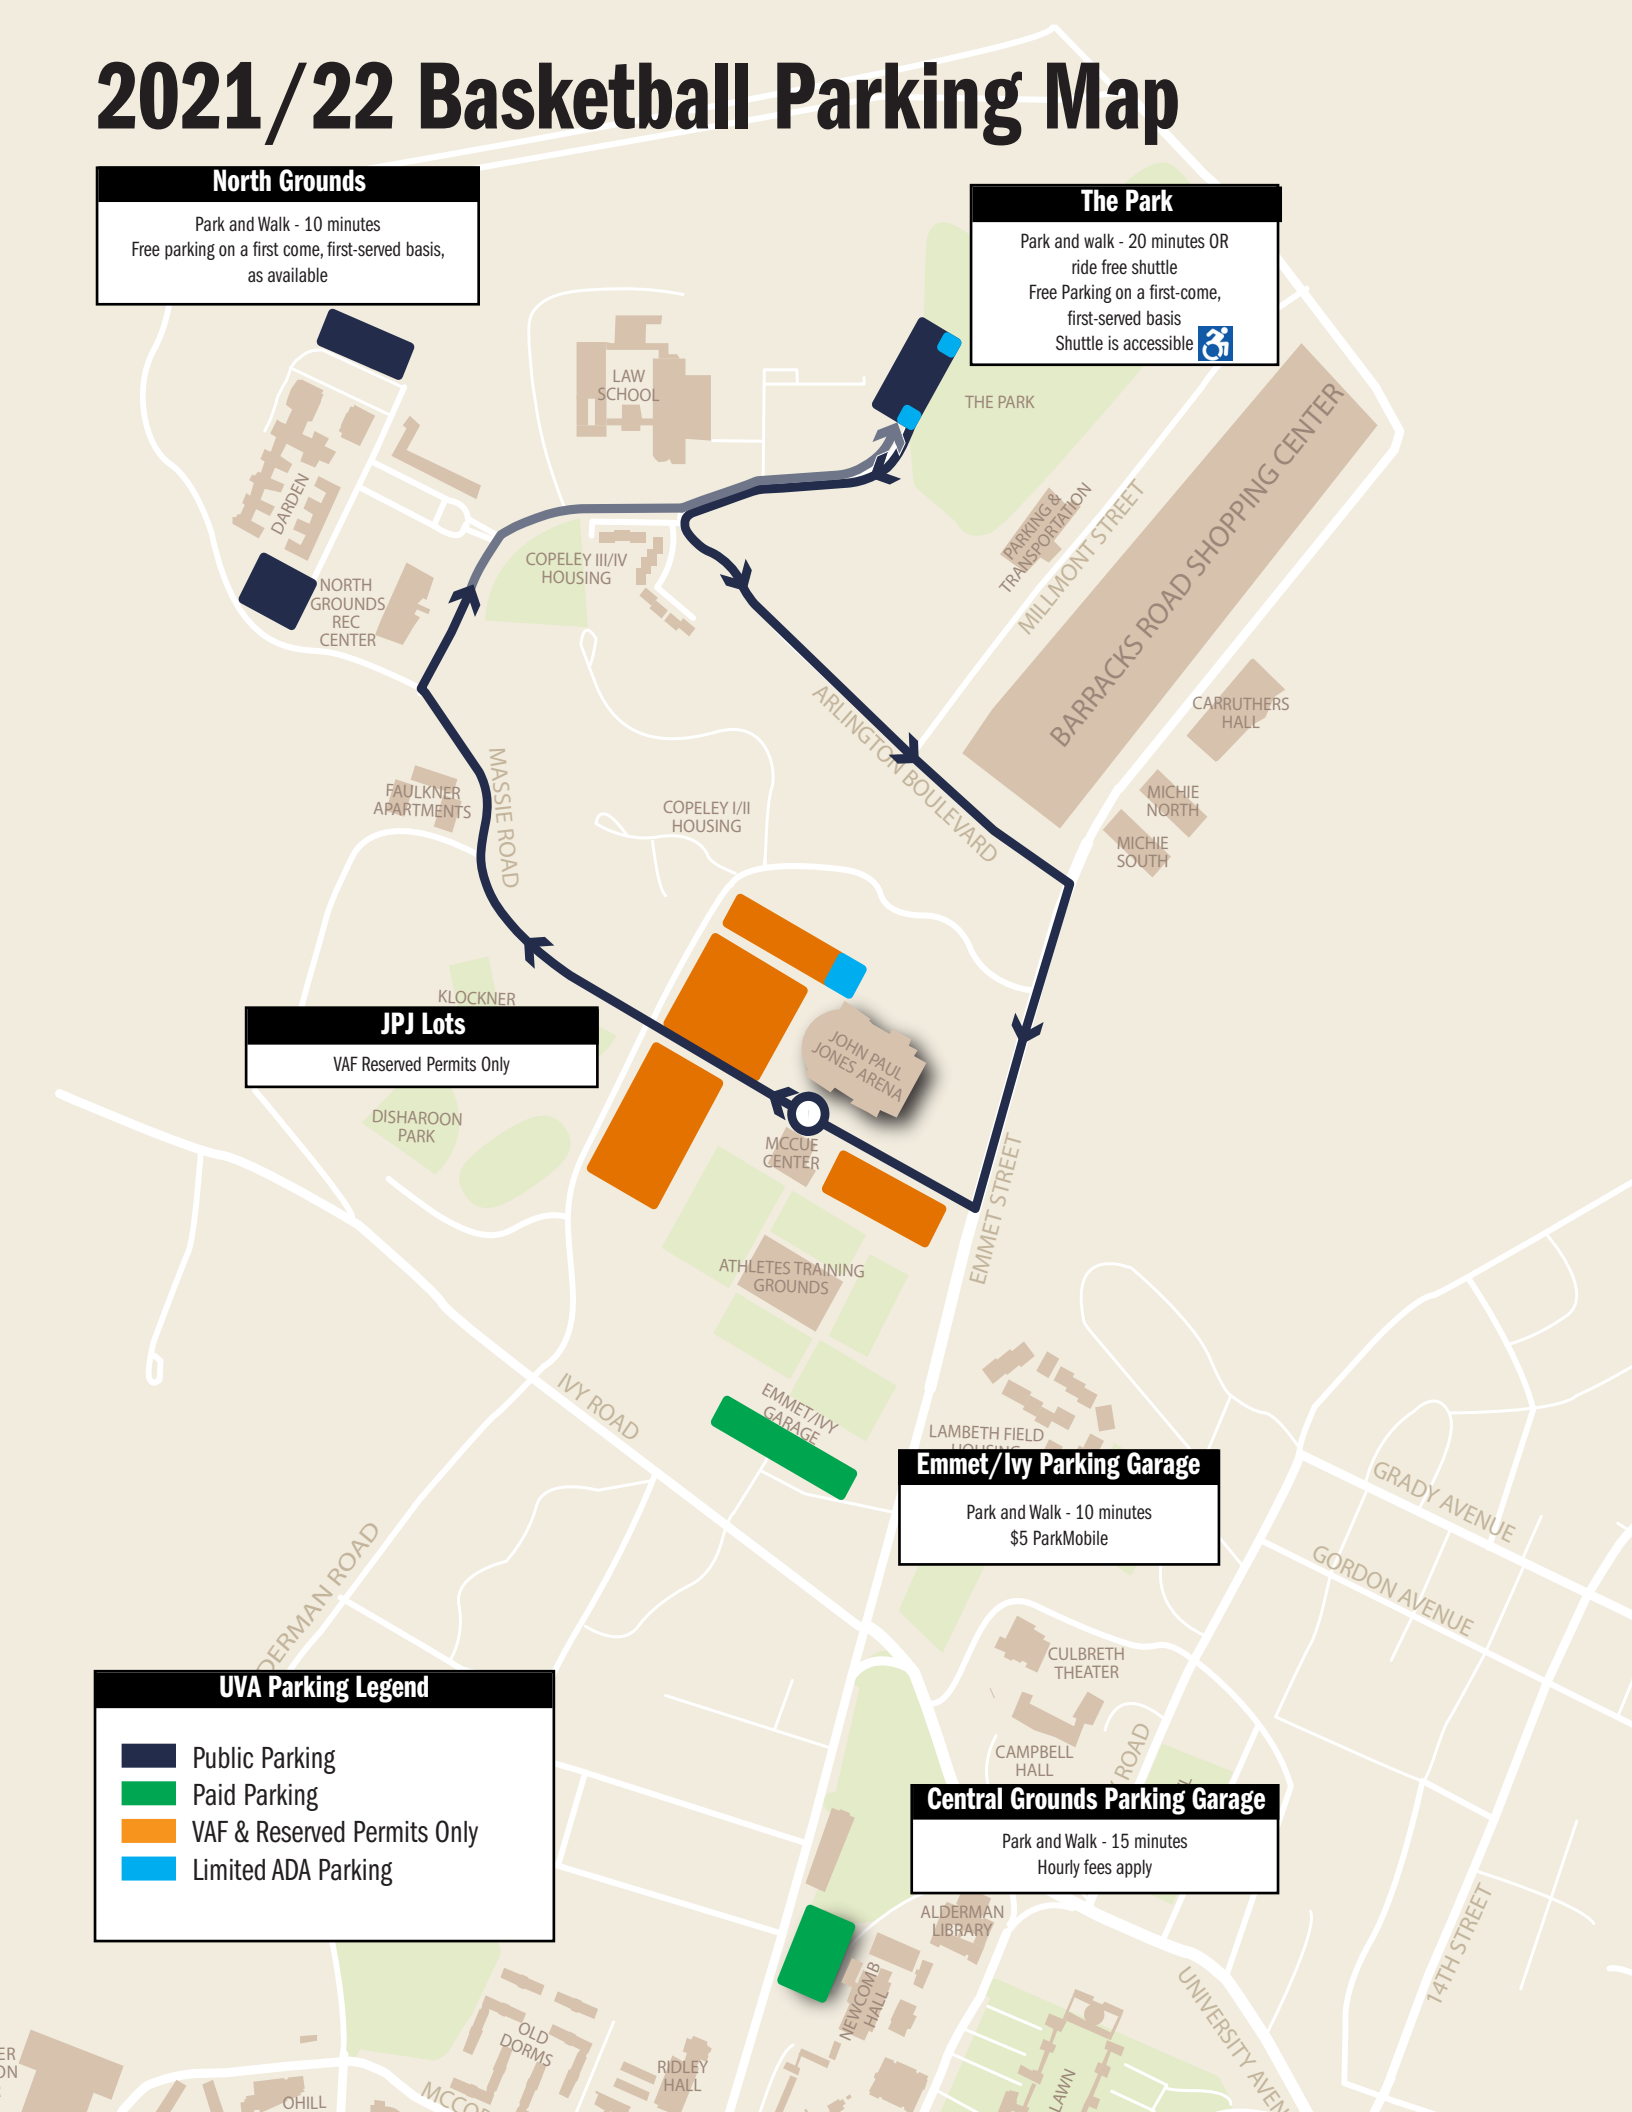 2021/22 Basketball Parking Map
North Grounds
Park and Walk - 10 minutes
Free parking on a first come, first-served basis,
as available
The Park
Park and walk - 20 minutes OR
ride free shuttle
Free Parking on a first-come,
first-served basis
Shuttle is accessible
LAW
SCHOOL
THE PARK
DARDEN
PARKING &
TRANSPORTATION
MILLMONT STREET
BARRACKS ROAD SHOPPING CENTER
COPELEY III/IV
HOUSING
NORTH
GROUNDS
REC
CENTER
CARRUTHERS
HALL
ARLINGTON BOULEVARD
MASSIE ROAD
FAULKNER
APARTMENTS
COPELEY I/II
HOUSING
MICHIE
NORTH
MICHIE
SOUTH
KLOCKNER
JPJ Lots
VAF Reserved Permits Only
JOHN PAUL
JONES ARENA
DISHAROON
PARK
MCCUE
CENTER
EMMET STREET
ATHLETES TRAINING
GROUNDS
IVY ROAD
EMMET/IVY
GARAGE
LAMBETH FIELD
HOUSING
Emmet/Ivy Parking Garage
Park and Walk - 10 minutes
$5 ParkMobile
GRADY AVENUE
GORDON AVENUE
DERMAN ROAD
CULBRETH
THEATER
UVA Parking Legend
Public Parking
Paid Parking
VAF & Reserved Permits Only
Limited ADA Parking
CAMPBELL
HALL
Y ROAD
L
Central Grounds Parking Garage
Park and Walk - 15 minutes
Hourly fees apply
ALDERMAN
LIBRARY
14TH STREET
NEWCOMB
HALL
UNIVERSITY AVEN
OLD
DORMS
RIDLEY
HALL
LAWN
ER
ON
OHILL
MCCOR